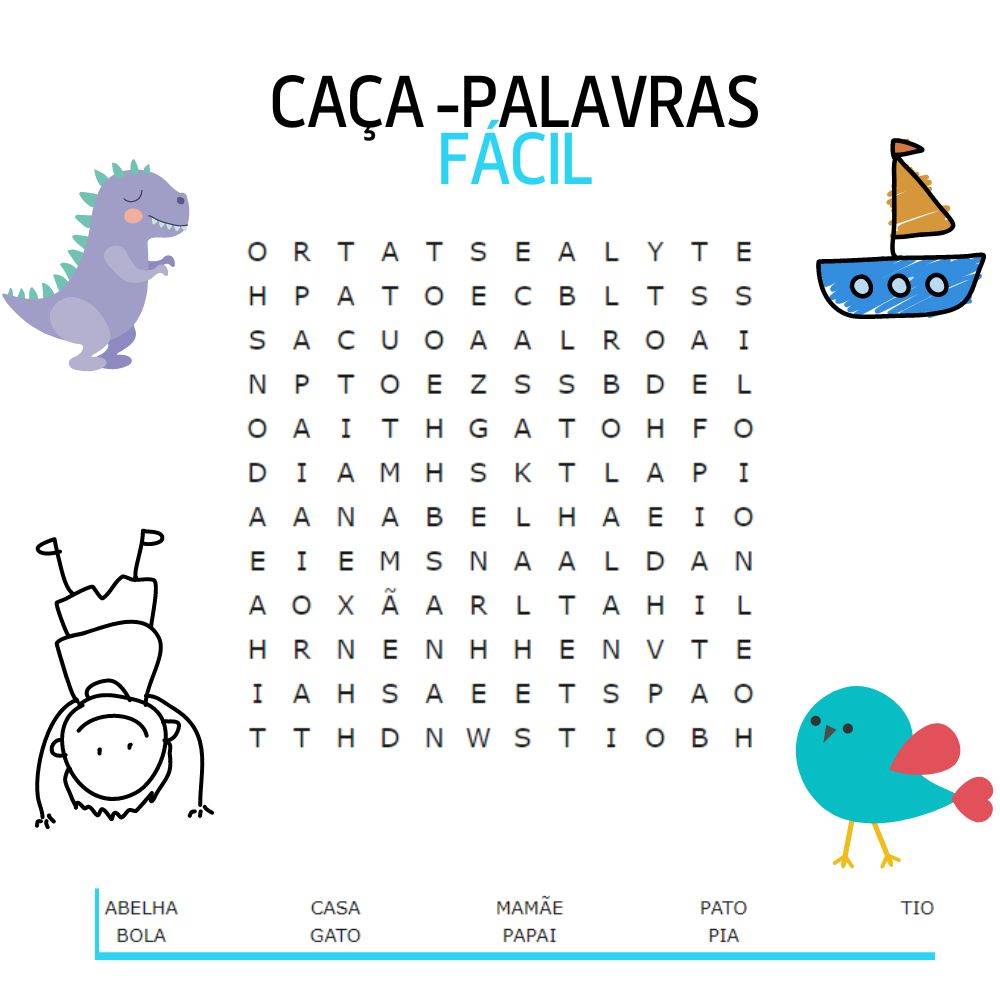 CAÇA -PALAVRAS
FÁCIL
O R T A T S E A L Y T E
H P A T O E C B L T S S
S A C U O A A L R O A I
N P T O E Z S S B D E L
O A I T H G A T O H F O
D I A M H S K T L A P I
A A N A B E L H A E I O
E I E M S N A A L D A N
A O X Ã A R L T A H I L
H R N E N H H E N V T E
I A H S A E E T S P A O
T T H D N W S T I O B H
ABELHA CASA MAMÃE PATO TIO
BOLA GATO PAPAI PIA